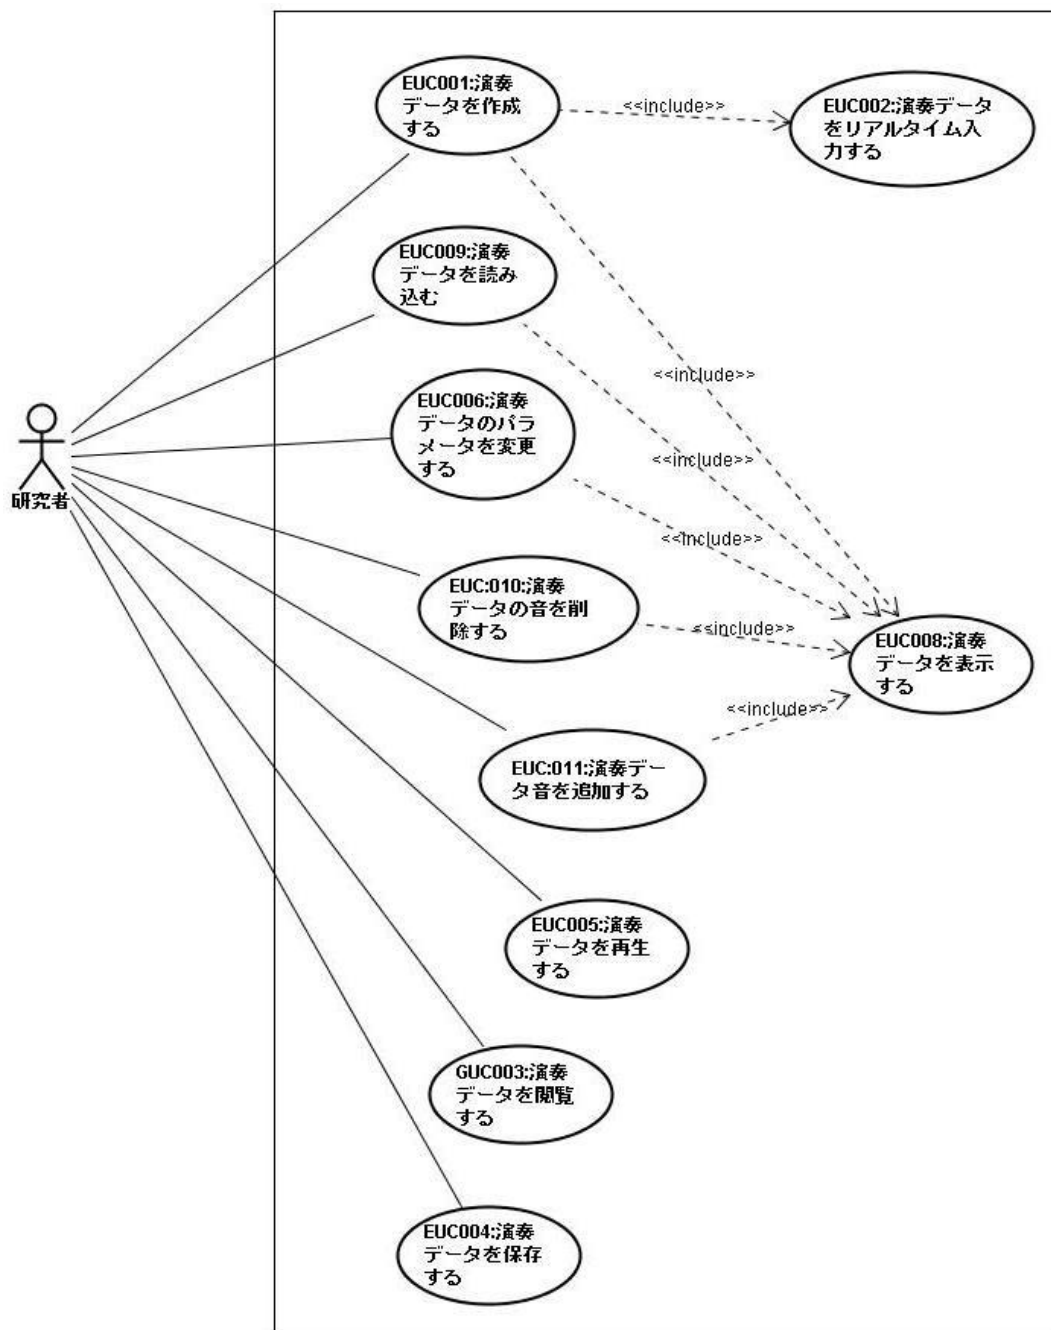 EUC001:演奏
データを作成
する
<<include>>
EUC002:演奏データ
をリアルタイム入
力する
EUC009:演奏
データを読み
込む
<<include>>
EUC006:演奏
データのパラ
メータを変更
する
<<include>>
研究者
<<include>>
EUC:010:演奏
データの音を削
除する
<<include>>
EUC008:演奏
データを表示
する
<<include>>
EUC:011:演奏デー
タ音を追加する
EUC005:演奏
データを再生
する
GUC003:演奏
データを閲覧
する
EUC004:演奏
データを保存
する